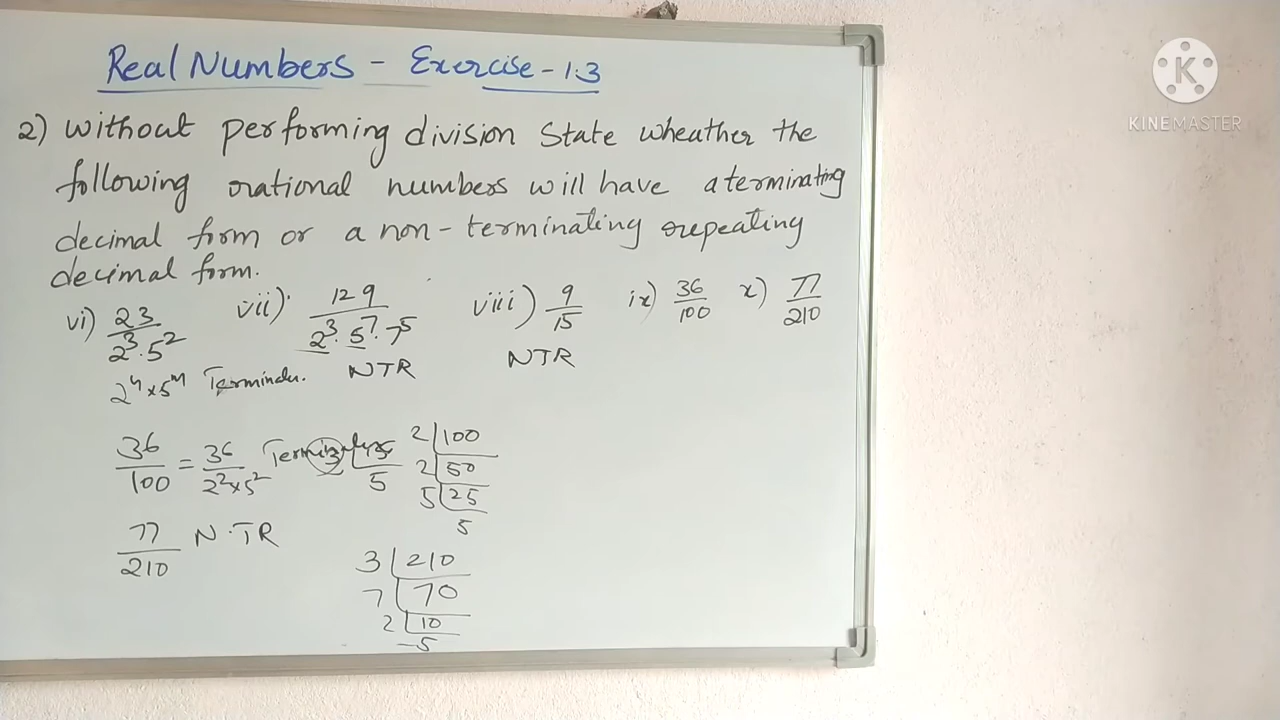 Real Numbers - Exercise - 1.3
KINEMASTER
2) Without performing division State wheather the
following rational numbers will have a terminating
decimal form or a non-terminating repeating
decimal form.
vi) 23/2³·5² vii) 129/2³·5⁷·7⁵ viii) 9/15 ix) 36/100 x) 77/210
2ⁿ×5ᵐ NTR NTR
36/100 = 36/2²×5² 3 15 2 100
5 2 50
5 25
5
77/210 N.TR
3 210
7 70
2 10
5